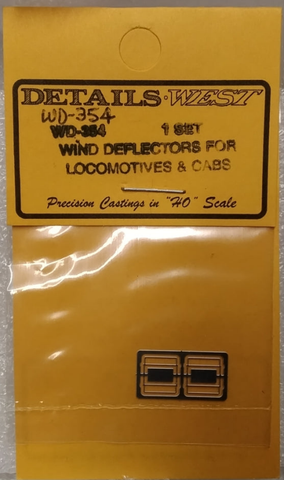 DETAILS·WEST
WD-354
WD-354 1 SET
WIND DEFLECTORS FOR
LOCOMOTIVES & CABS
Precision Castings in "HO" Scale